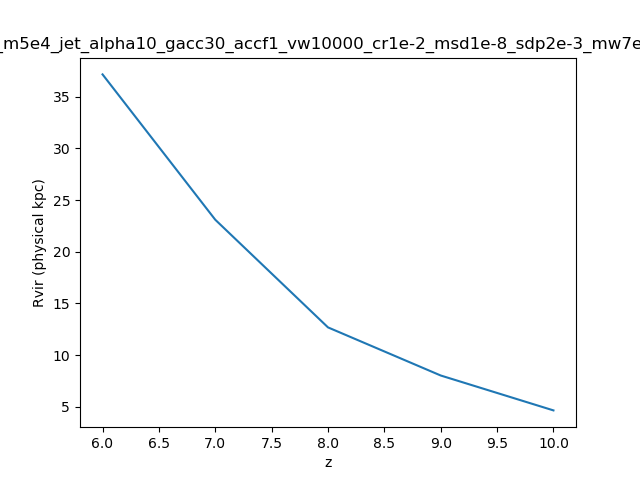 _m5e4_jet_alpha10_gacc30_accf1_vw10000_cr1e-2_msd1e-8_sdp2e-3_mw7e
Rvir (physical kpc)
35
30
25
20
15
10
5
6.0 6.5 7.0 7.5 8.0 8.5 9.0 9.5 10.0
z